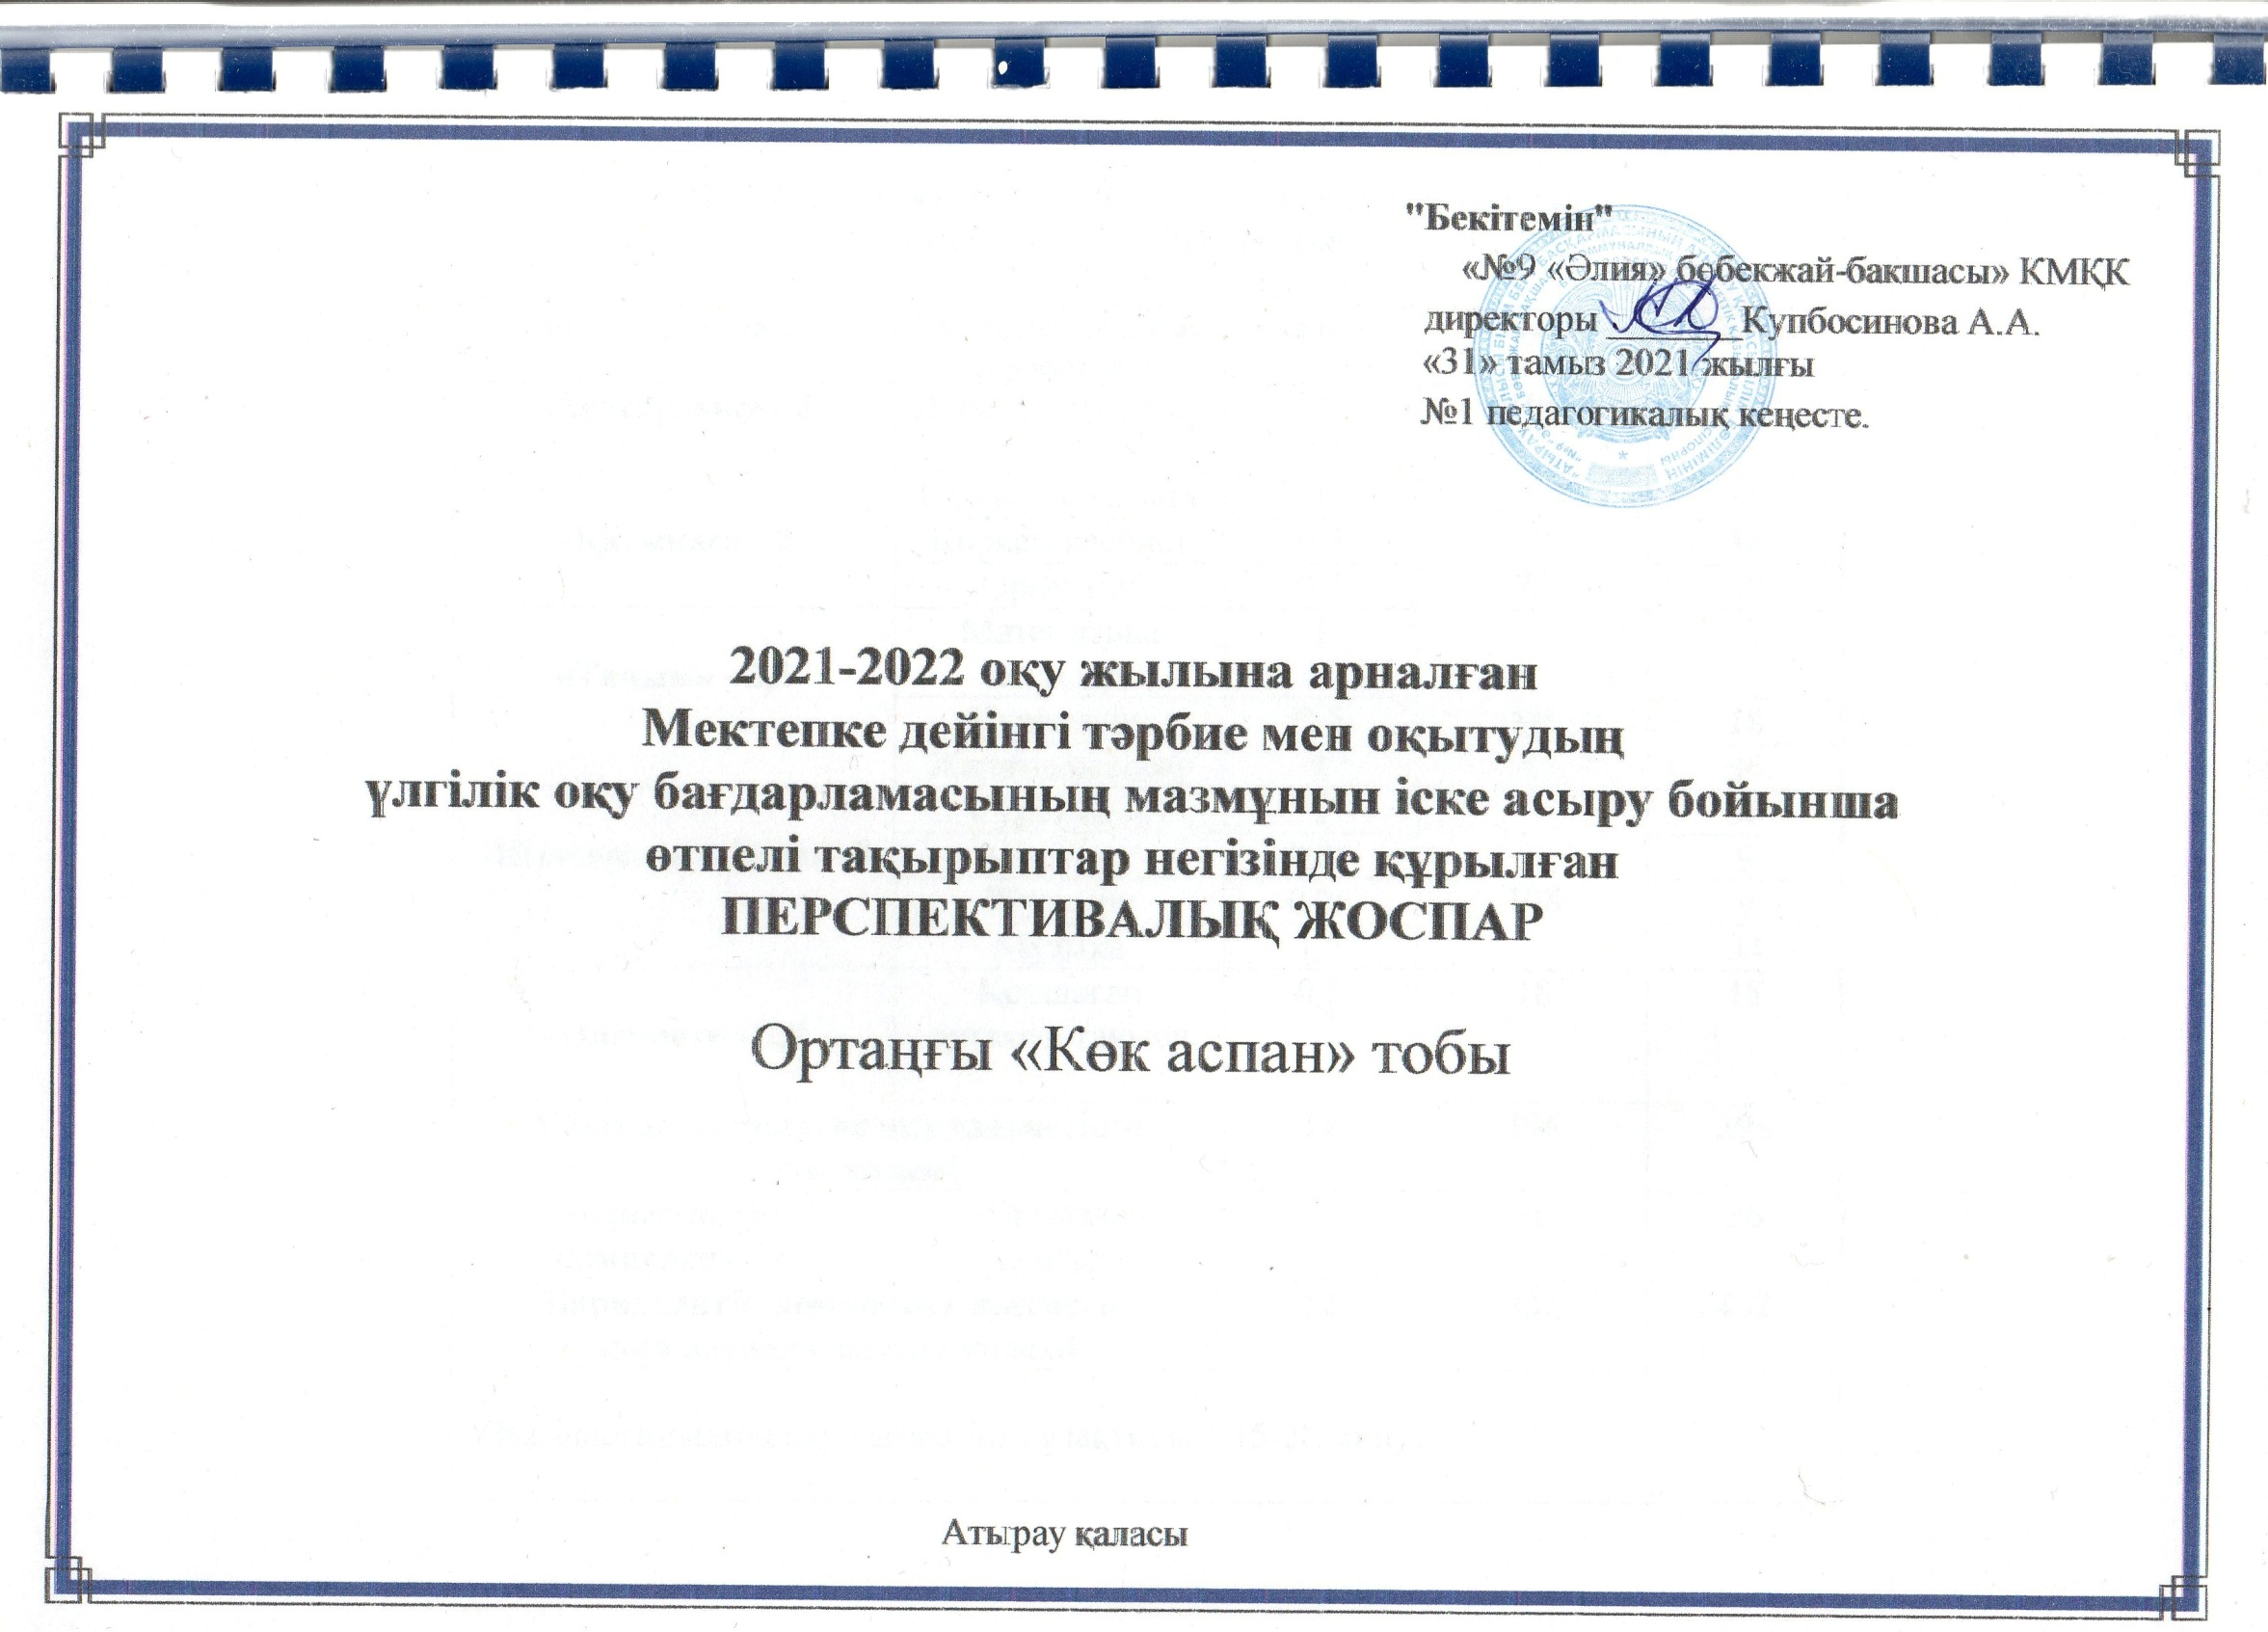 "Бекітемін"
«№9 «Әлия» бөбекжай-бакшасы» КМҚК
директоры ________ Купбосинова А.А.
«31» тамыз 2021 жылғы
№1 педагогикалық кеңесте.
2021-2022 оқу жылына арналған
Мектепке дейінгі тәрбие мен оқытудың
үлгілік оқу бағдарламасының мазмұнын іске асыру бойынша
өтпелі тақырыптар негізінде құрылған
ПЕРСПЕКТИВАЛЫҚ ЖОСПАР
Ортаңғы «Көк аспан» тобы
Атырау қаласы